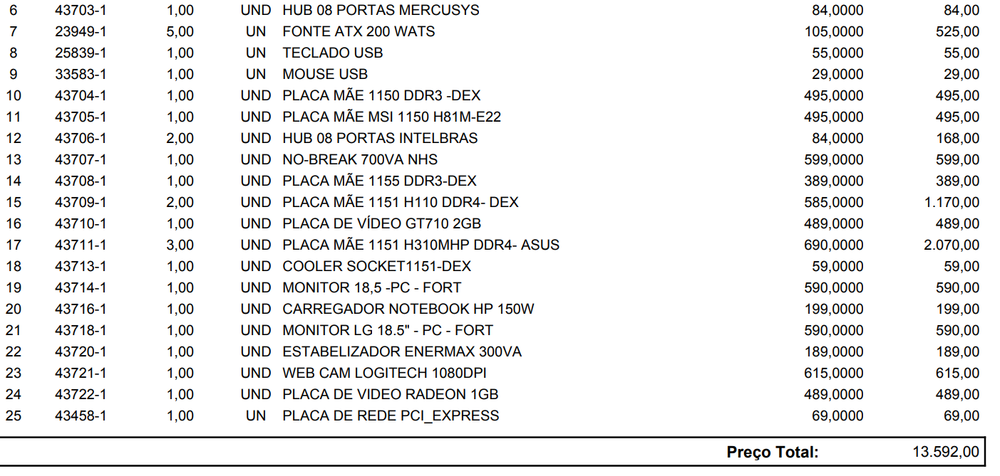 6 43703-1 1,00 UND HUB 08 PORTAS MERCUSYS 84,0000 84,00
7 23949-1 5,00 UN FONTE ATX 200 WATS 105,0000 525,00
8 25839-1 1,00 UN TECLADO USB 55,0000 55,00
9 33583-1 1,00 UN MOUSE USB 29,0000 29,00
10 43704-1 1,00 UND PLACA MÃE 1150 DDR3 -DEX 495,0000 495,00
11 43705-1 1,00 UND PLACA MÃE MSI 1150 H81M-E22 495,0000 495,00
12 43706-1 2,00 UND HUB 08 PORTAS INTELBRAS 84,0000 168,00
13 43707-1 1,00 UND NO-BREAK 700VA NHS 599,0000 599,00
14 43708-1 1,00 UND PLACA MÃE 1155 DDR3-DEX 389,0000 389,00
15 43709-1 2,00 UND PLACA MÃE 1151 H110 DDR4- DEX 585,0000 1.170,00
16 43710-1 1,00 UND PLACA DE VÍDEO GT710 2GB 489,0000 489,00
17 43711-1 3,00 UND PLACA MÃE 1151 H310MHP DDR4- ASUS 690,0000 2.070,00
18 43713-1 1,00 UND COOLER SOCKET1151-DEX 59,0000 59,00
19 43714-1 1,00 UND MONITOR 18,5 -PC - FORT 590,0000 590,00
20 43716-1 1,00 UND CARREGADOR NOTEBOOK HP 150W 199,0000 199,00
21 43718-1 1,00 UND MONITOR LG 18.5" - PC - FORT 590,0000 590,00
22 43720-1 1,00 UND ESTABELIZADOR ENERMAX 300VA 189,0000 189,00
23 43721-1 1,00 UND WEB CAM LOGITECH 1080DPI 615,0000 615,00
24 43722-1 1,00 UND PLACA DE VIDEO RADEON 1GB 489,0000 489,00
25 43458-1 1,00 UN PLACA DE REDE PCI_EXPRESS 69,0000 69,00
Preço Total: 13.592,00